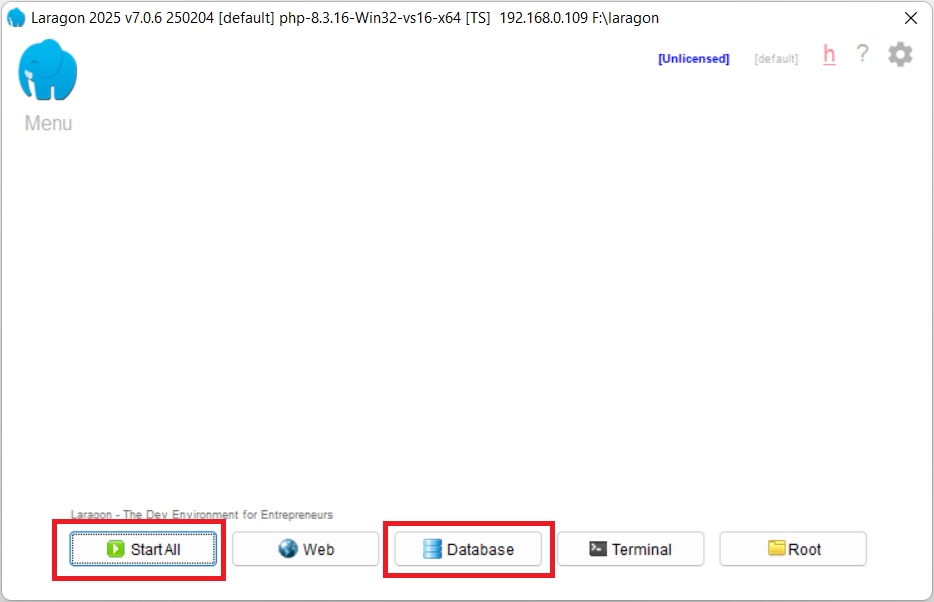 Laragon 2025 v7.0.6 250204 [default] php-8.3.16-Win32-vs16-x64 [TS] 192.168.0.109 F:\laragon
[Unlicensed] [default] h ?
Menu
Laragon - The Dev Environment for Entrepreneurs
Start All Web Database Terminal Root